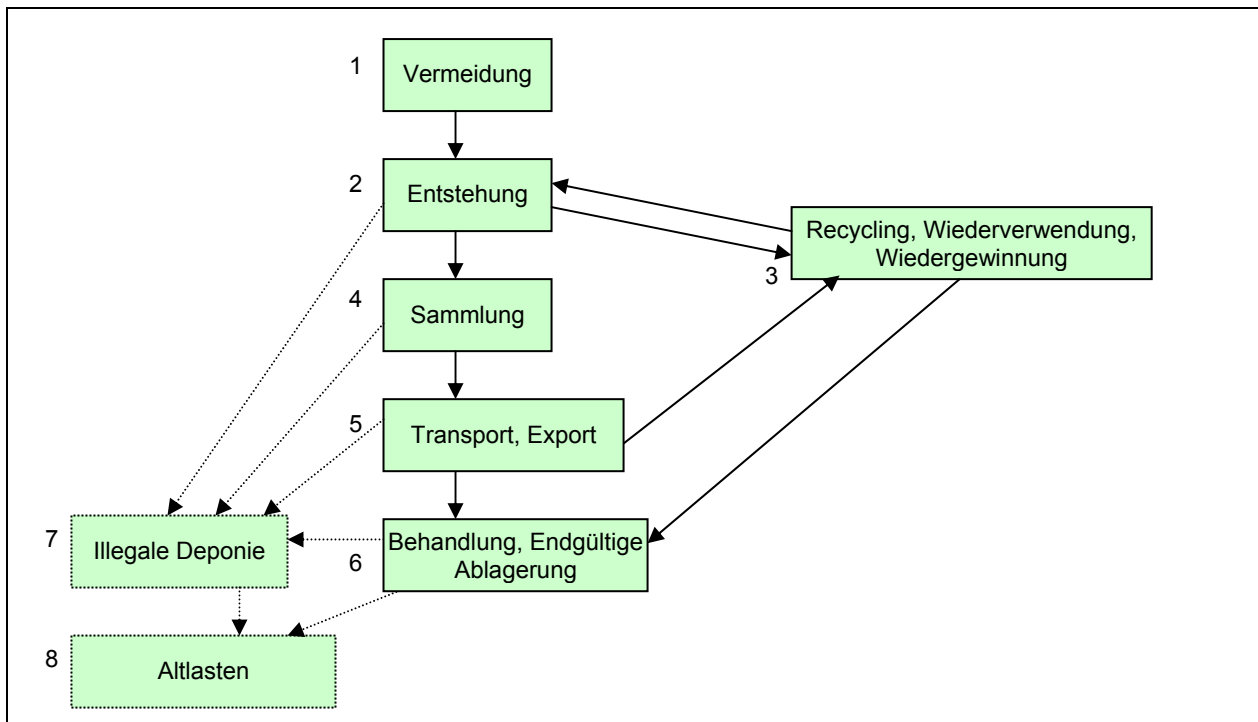 1
Vermeidung
2
Entstehung
Recycling, Wiederverwendung,
Wiedergewinnung
3
4
Sammlung
5
Transport, Export
6
Behandlung, Endgültige
Ablagerung
7
Illegale Deponie
8
Altlasten